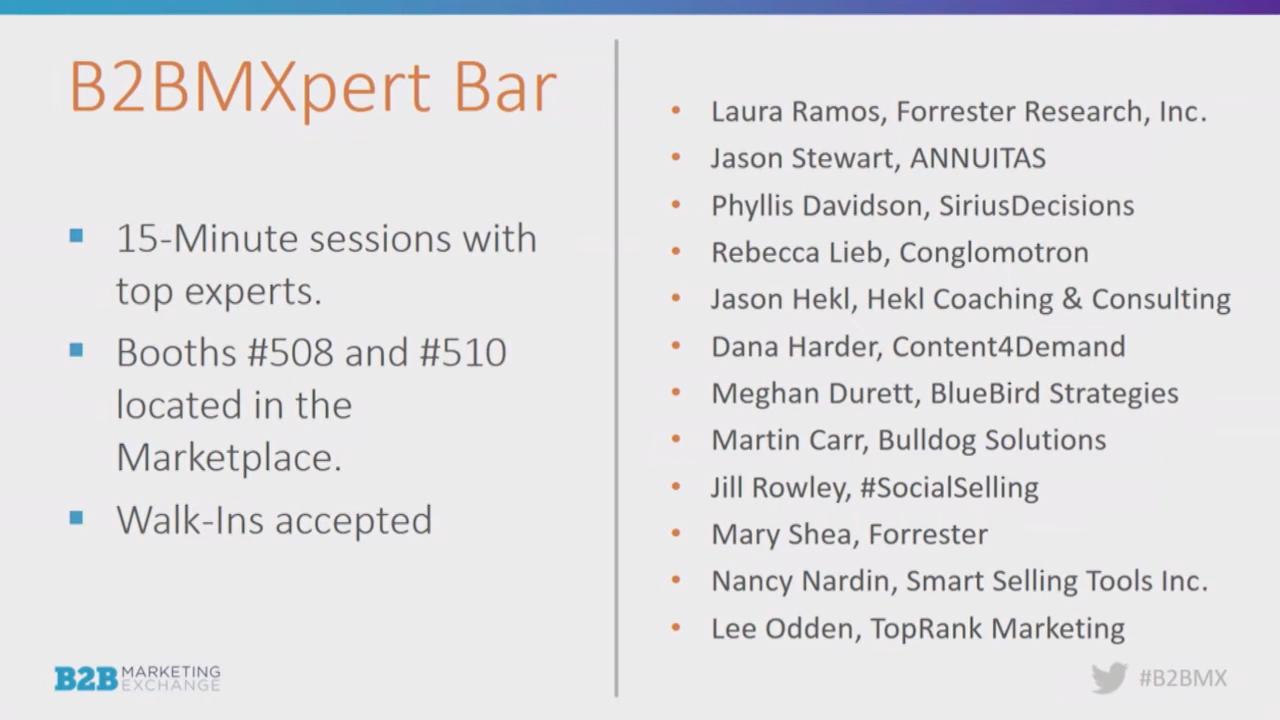 B2BMXpert Bar
15-Minute sessions with
top experts.
Booths #508 and #510
located in the
Marketplace.
Walk-Ins accepted
Laura Ramos, Forrester Research, Inc.
Jason Stewart, ANNUITAS
Phyllis Davidson, SiriusDecisions
Rebecca Lieb, Conglomotron
Jason Hekl, Hekl Coaching & Consulting
Dana Harder, Content4Demand
Meghan Durett, BlueBird Strategies
Martin Carr, Bulldog Solutions
Jill Rowley, #SocialSelling
Mary Shea, Forrester
Nancy Nardin, Smart Selling Tools Inc.
Lee Odden, TopRank Marketing
B2B MARKETING
EXCHANGE
#B2BMX